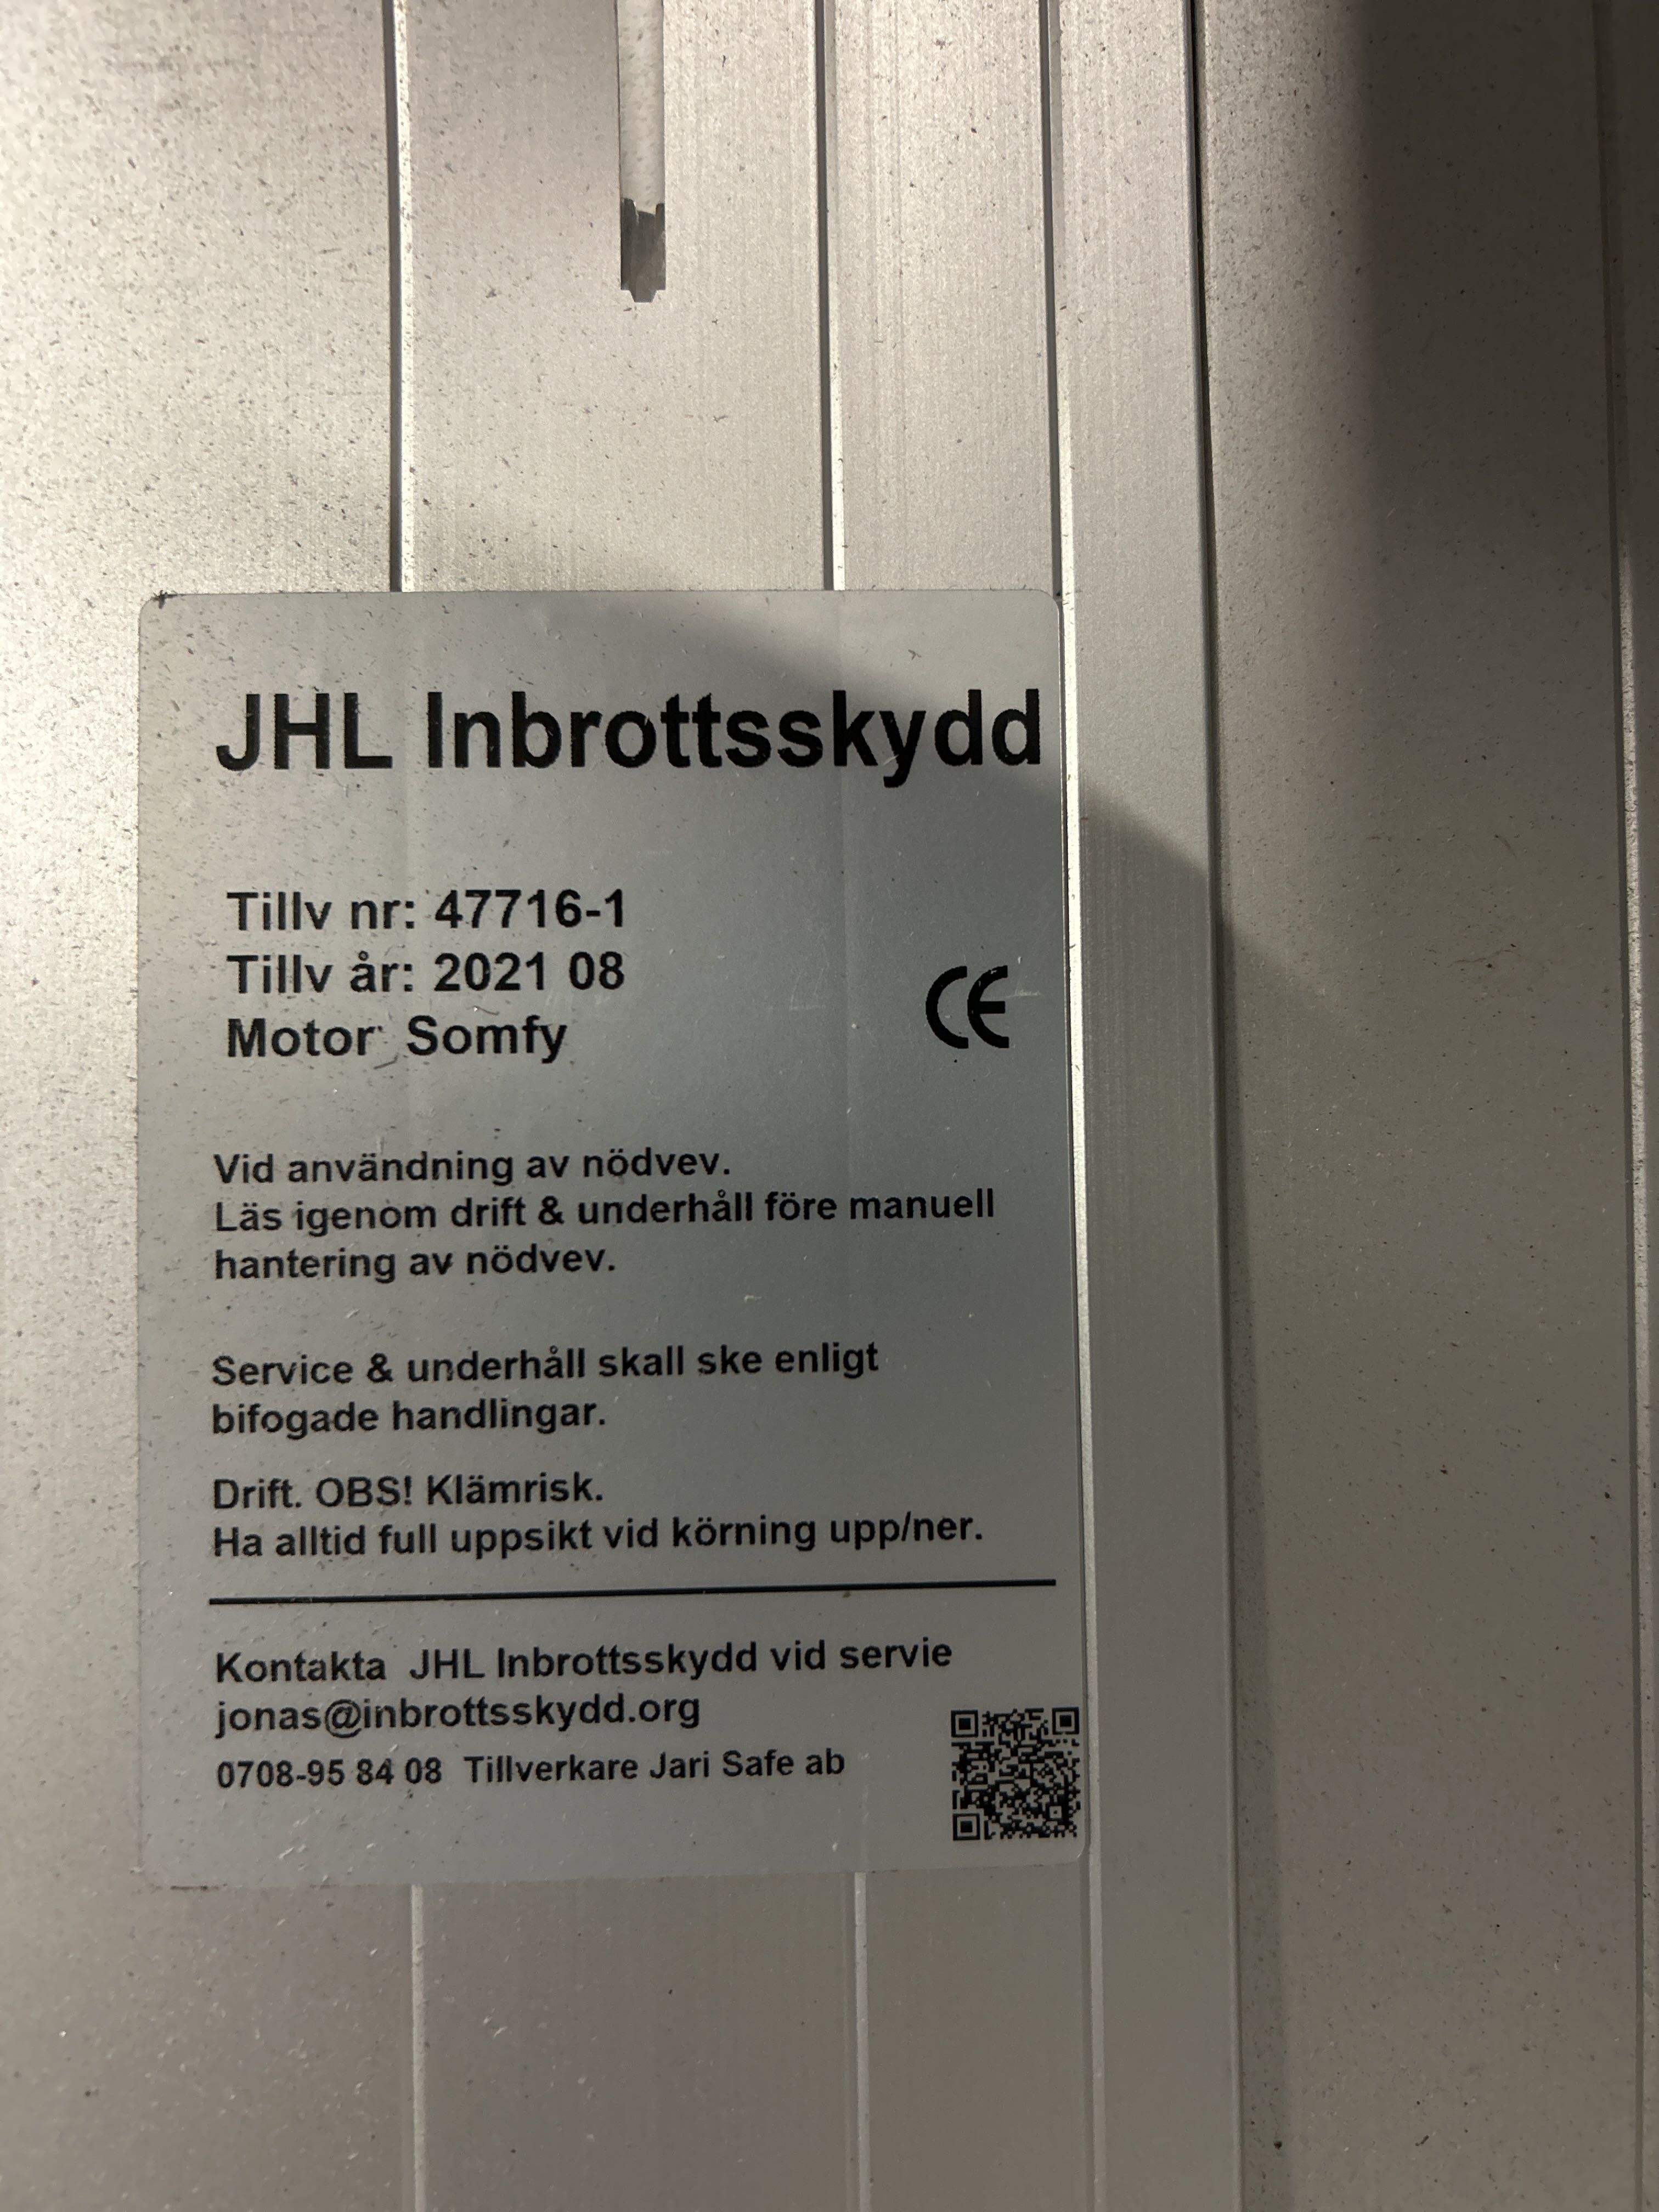 JHL Inbrottsskydd
Tillv nr: 47716-1
Tillv år: 2021 08
Motor Somfy
CE
Vid användning av nödvev.
Läs igenom drift & underhåll före manuell
hantering av nödvev.
Service & underhåll skall ske enligt
bifogade handlingar.
Drift. OBS! Klämrisk.
Ha alltid full uppsikt vid körning upp/ner.
Kontakta JHL Inbrottsskydd vid servie
jonas@inbrottsskydd.org
0708-95 84 08 Tillverkare Jari Safe ab